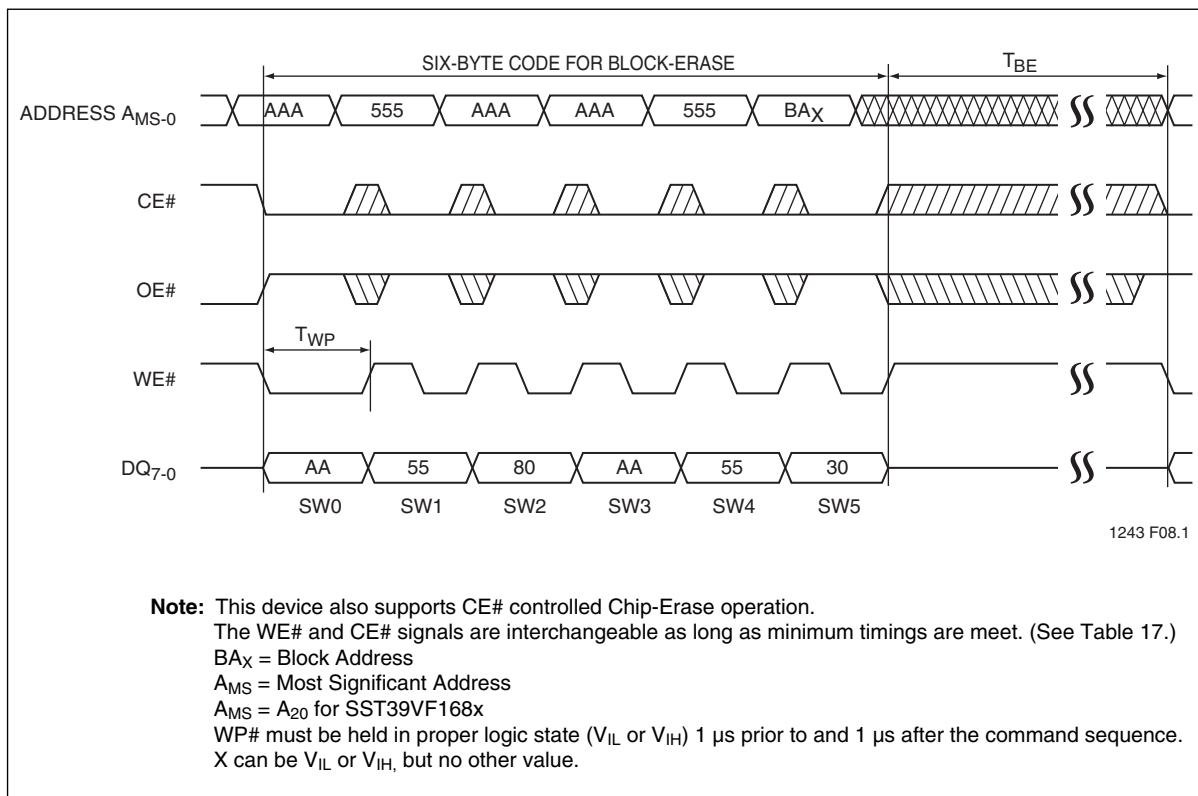 SIX-BYTE CODE FOR BLOCK-ERASE TBE
ADDRESS AMS-0 AAA 555 AAA AAA 555 BAX
CE#
OE#
TWP
WE#
DQ7-0 AA 55 80 AA 55 30
SW0 SW1 SW2 SW3 SW4 SW5
1243 F08.1
Note: This device also supports CE# controlled Chip-Erase operation.
The WE# and CE# signals are interchangeable as long as minimum timings are meet. (See Table 17.)
BAX = Block Address
AMS = Most Significant Address
AMS = A20 for SST39VF168x
WP# must be held in proper logic state (VIL or VIH) 1 µs prior to and 1 µs after the command sequence.
X can be VIL or VIH, but no other value.